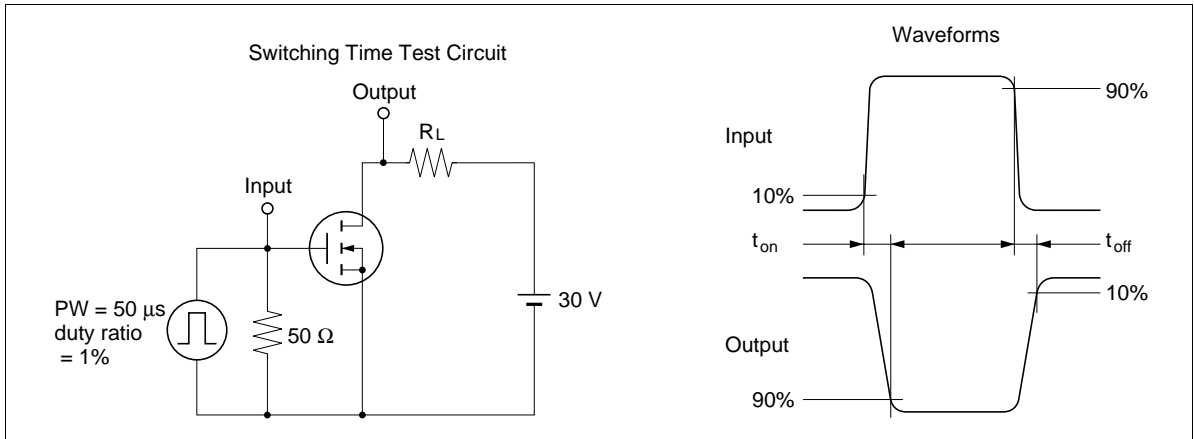 Switching Time Test Circuit
Output
RL
Input
PW = 50 μs
duty ratio
= 1%
50 Ω
30 V
Waveforms
90%
Input
10%
ton
toff
10%
Output
90%